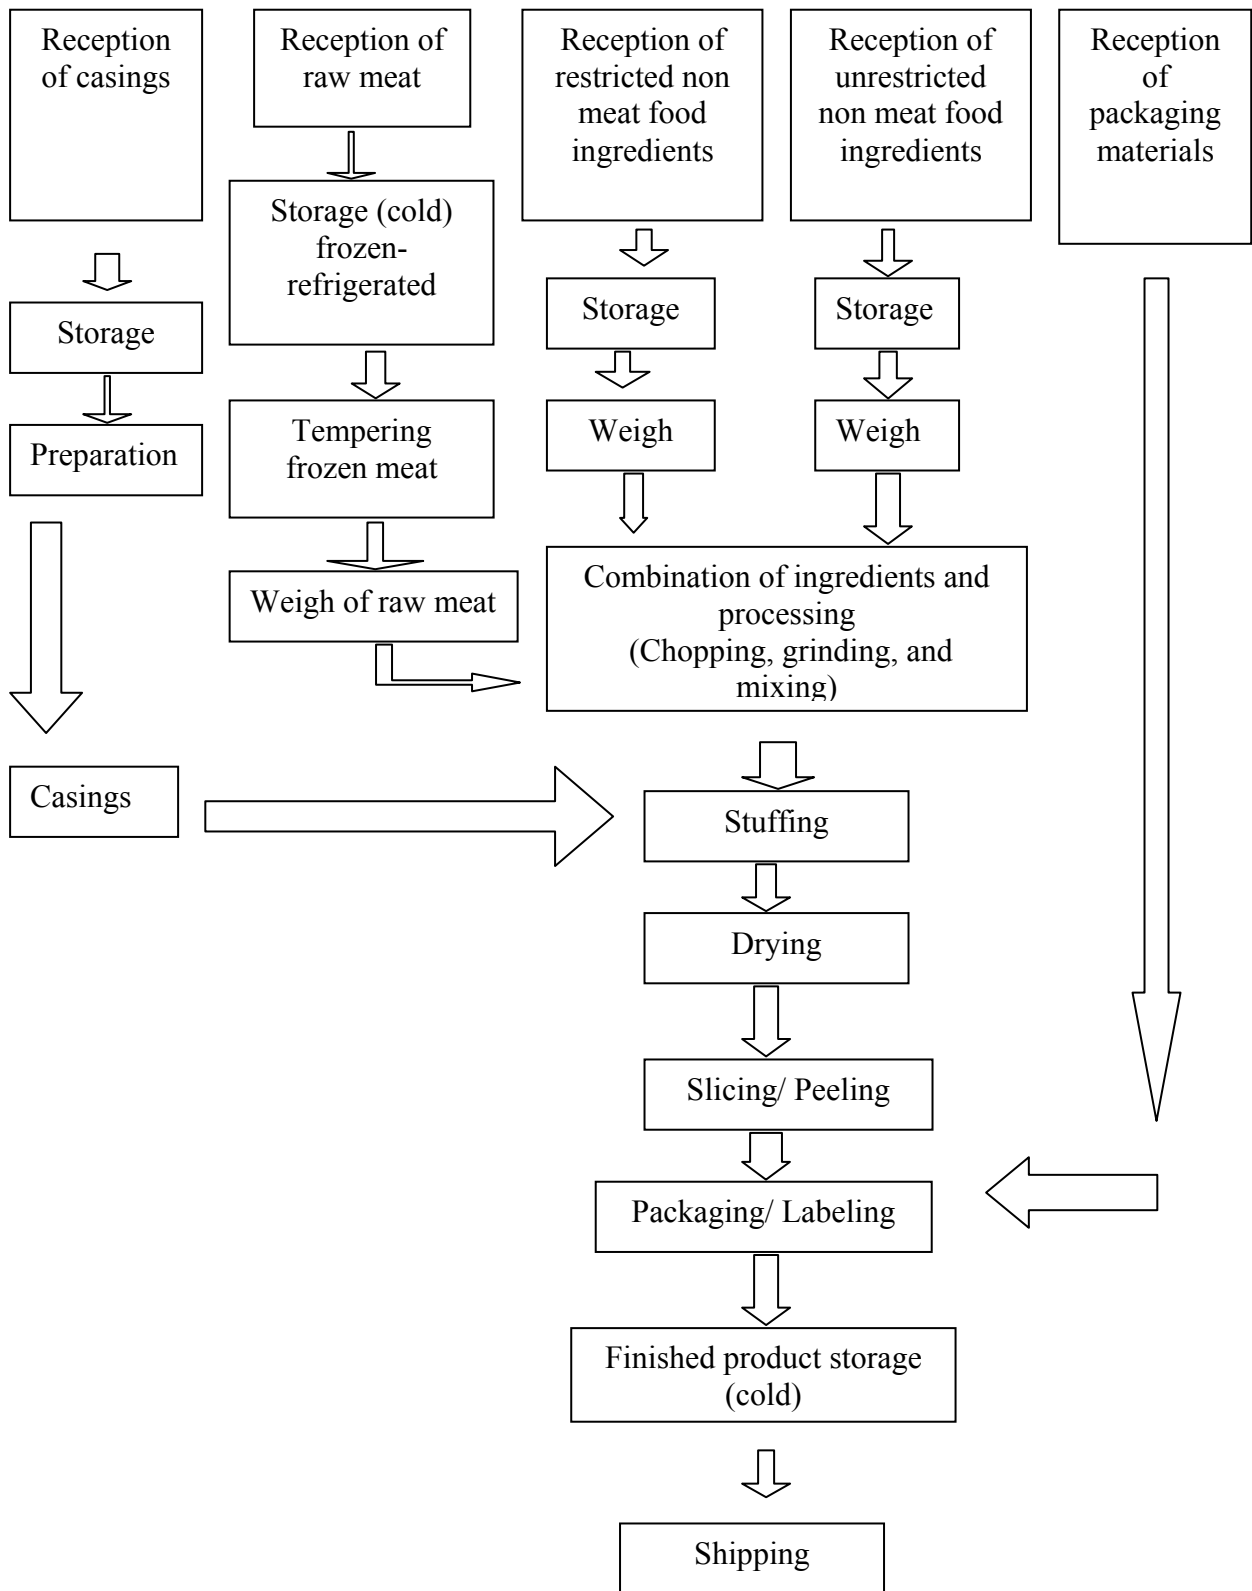 Reception
of casings
Reception of
raw meat
Reception of
restricted non
meat food
ingredients
Reception of
unrestricted
non meat food
ingredients
Reception
of
packaging
materials
Storage (cold)
frozen-
refrigerated
Storage
Storage
Storage
Preparation
Tempering
frozen meat
Weigh
Weigh
Weigh of raw meat
Combination of ingredients and
processing
(Chopping, grinding, and
mixing)
Casings
Stuffing
Drying
Slicing/ Peeling
Packaging/ Labeling
Finished product storage
(cold)
Shipping